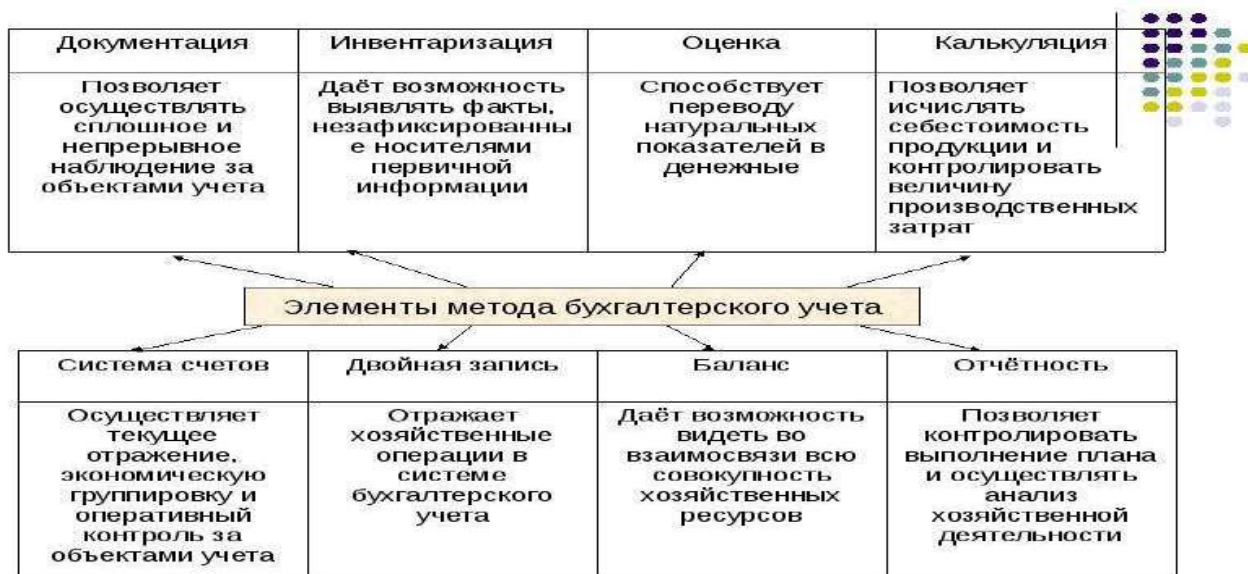 Документация
Инвентаризация
Оценка
Калькуляция
Позволяет
осуществлять
сплошное и
непрерывное
наблюдение за
объектами учета
Даёт возможность
выявлять факты,
незафиксированны
е носителями
первичной
информации
Способствует
переводу
натуральных
показателей в
денежные
Позволяет
исчислять
себестоимость
продукции и
контролировать
величину
производственных
затрат
Элементы метода бухгалтерского учета
Система счетов
Двойная запись
Баланс
Отчётность
Осуществляет
текущее
отражение,
экономическую
группировку и
оперативный
контроль за
объектами учета
Отражает
хозяйственные
операции в
системе
бухгалтерского
учета
Даёт возможность
видеть во
взаимосвязи всю
совокупность
хозяйственных
ресурсов
Позволяет
контролировать
выполнение плана
и осуществлять
анализ
хозяйственной
деятельности